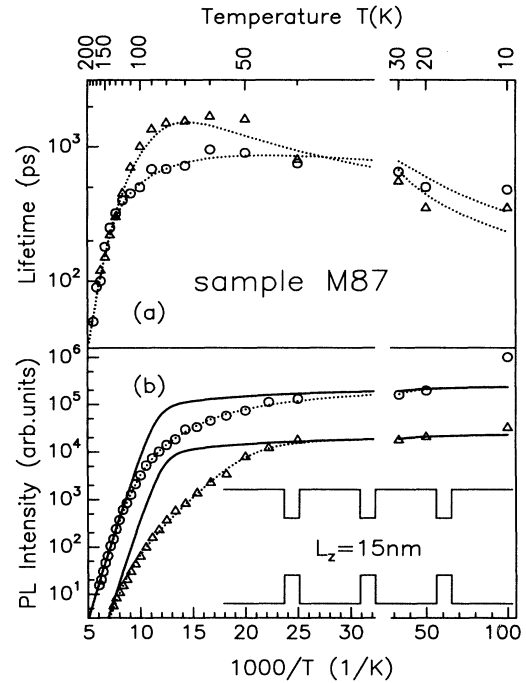 Temperature T(K)
200 150 100 50 30 20 10
Lifetime (ps)
10³
10²
sample M87
(a)
(b)
PL Intensity (arb.units)
10⁶
10⁵
10⁴
10³
10²
10¹
L_z=15nm
5 10 15 20 25 30 50 100
1000/T (1/K)